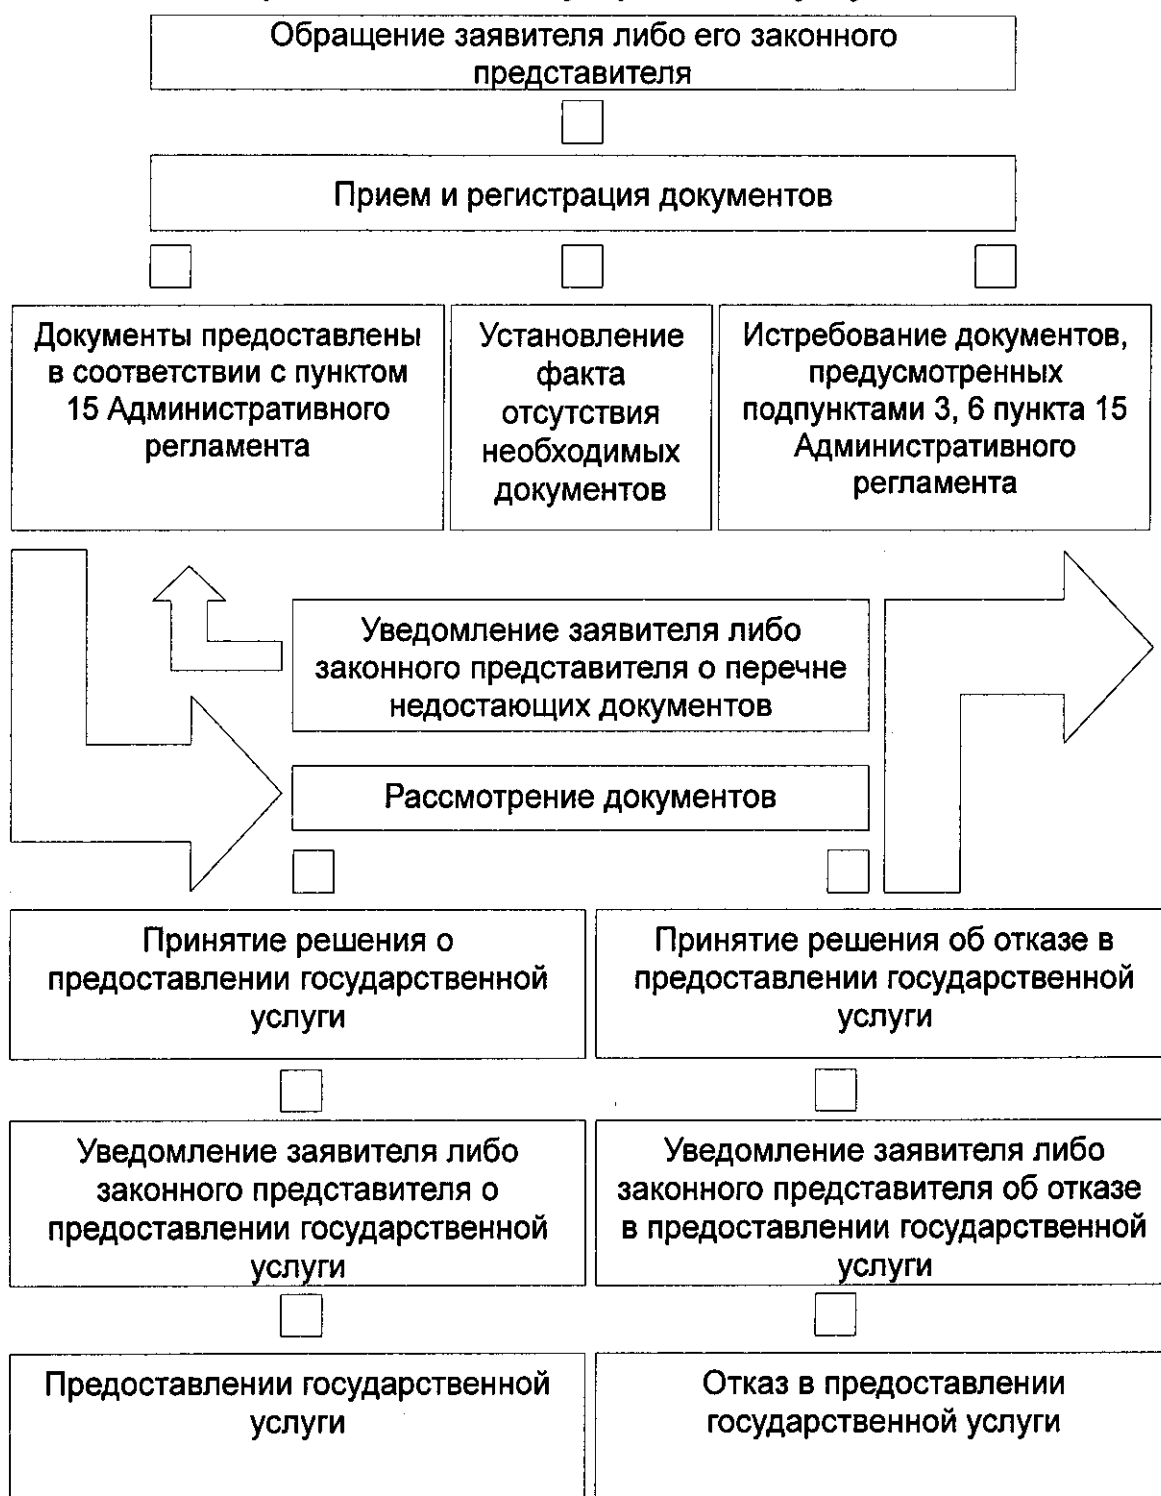 Обращение заявителя либо его законного
представителя
Прием и регистрация документов
Документы предоставлены
в соответствии с пунктом
15 Административного
регламента
Установление
факта
отсутствия
необходимых
документов
Истребование документов,
предусмотренных
подпунктами 3, 6 пункта 15
Административного
регламента
Уведомление заявителя либо
законного представителя о перечне
недостающих документов
Рассмотрение документов
Принятие решения о
предоставлении государственной
услуги
Принятие решения об отказе в
предоставлении государственной
услуги
Уведомление заявителя либо
законного представителя о
предоставлении государственной
услуги
Уведомление заявителя либо
законного представителя об отказе
в предоставлении государственной
услуги
Предоставлении государственной
услуги
Отказ в предоставлении
государственной услуги